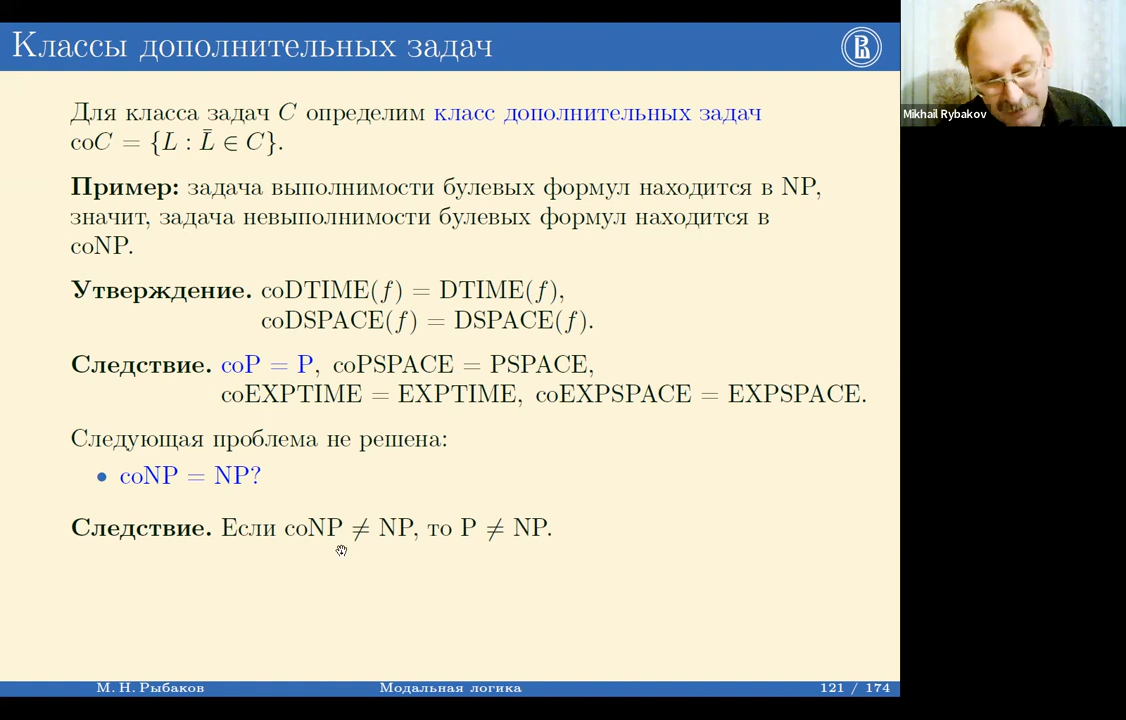 Классы дополнительных задач
Mikhail Rybakov
Для класса задач C определим класс дополнительных задач
coC = {L : L̄ ∈ C}.
Пример: задача выполнимости булевых формул находится в NP,
значит, задача невыполнимости булевых формул находится в
coNP.
Утверждение. coDTIME(f) = DTIME(f),
coDSPACE(f) = DSPACE(f).
Следствие. coP = P, coPSPACE = PSPACE,
coEXPTIME = EXPTIME, coEXPSPACE = EXPSPACE.
Следующая проблема не решена:
• coNP = NP?
Следствие. Если coNP ≠ NP, то P ≠ NP.
М. Н. Рыбаков Модальная логика 121 / 174